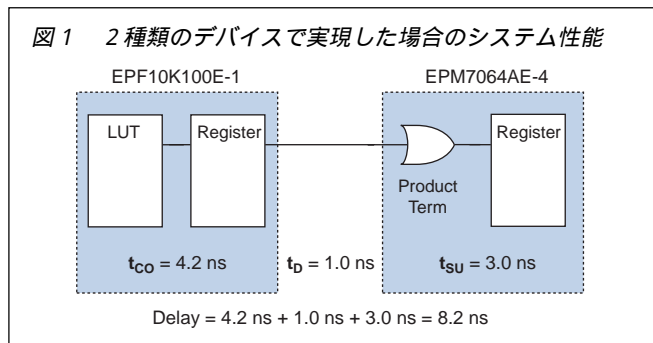 図 1　2 種類のデバイスで実現した場合のシステム性能
EPF10K100E-1
EPM7064AE-4
LUT
Register
Register
Product
Term
tCO = 4.2 ns
tD = 1.0 ns
tSU = 3.0 ns
Delay = 4.2 ns + 1.0 ns + 3.0 ns = 8.2 ns